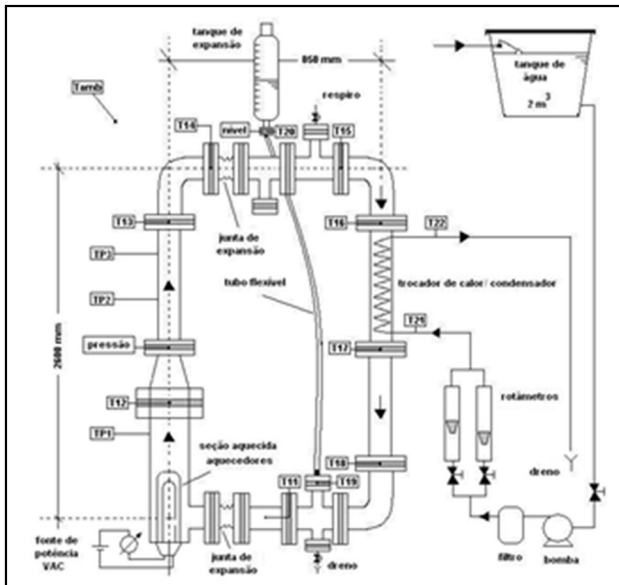 tanque de
expansão
850 mm
Tamb
respiro
T14
nível
T20
T15
tanque de
água
2 m³
T13
junta de
expansão
T16
T22
TP3
trocador de calor/ condensador
TP2
tubo flexível
T21
pressão
T17
2600 mm
rotâmetros
T12
TP1
seção aquecida
aquecedores
T18
T11
T19
dreno
fonte de
potência
VAC
junta de
expansão
dreno
filtro
bomba